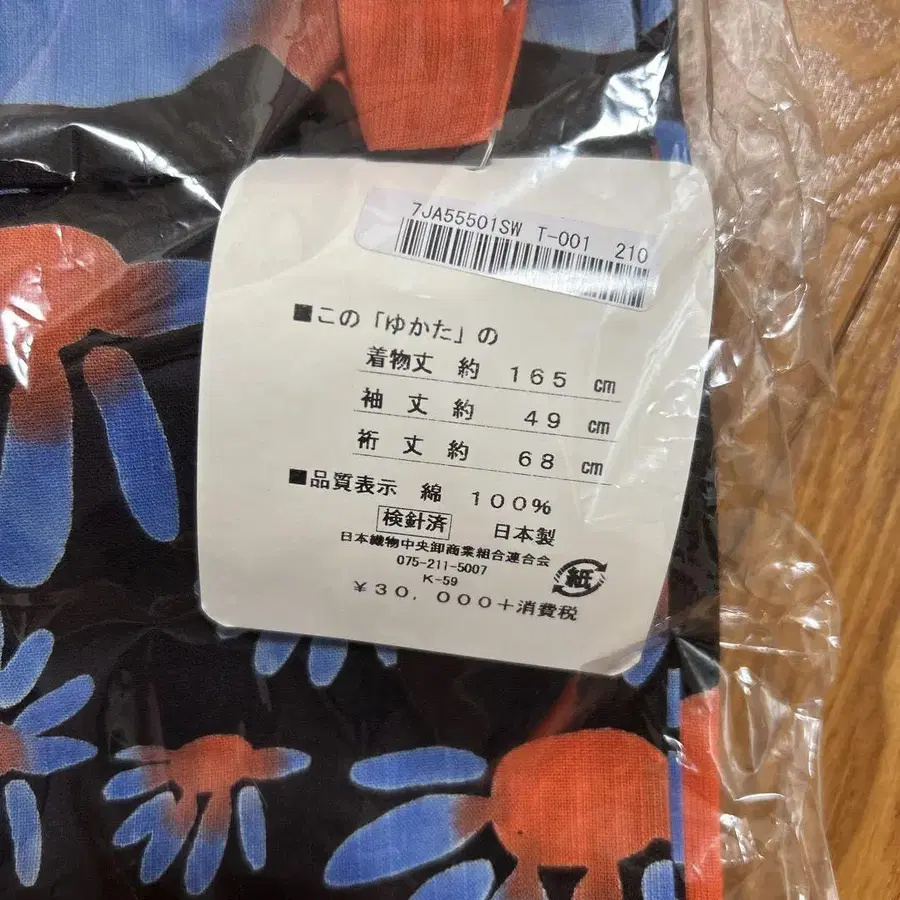 7JA55501SW T-001 210
■この「ゆかた」の
着物丈 約 165 cm
袖丈約 49 cm
裄丈約 68 cm
■品質表示 綿 100%
検針済 日本製
日本織物中央卸商業組合連合会
075-211-5007
K-59
紙
¥30,000+消費税